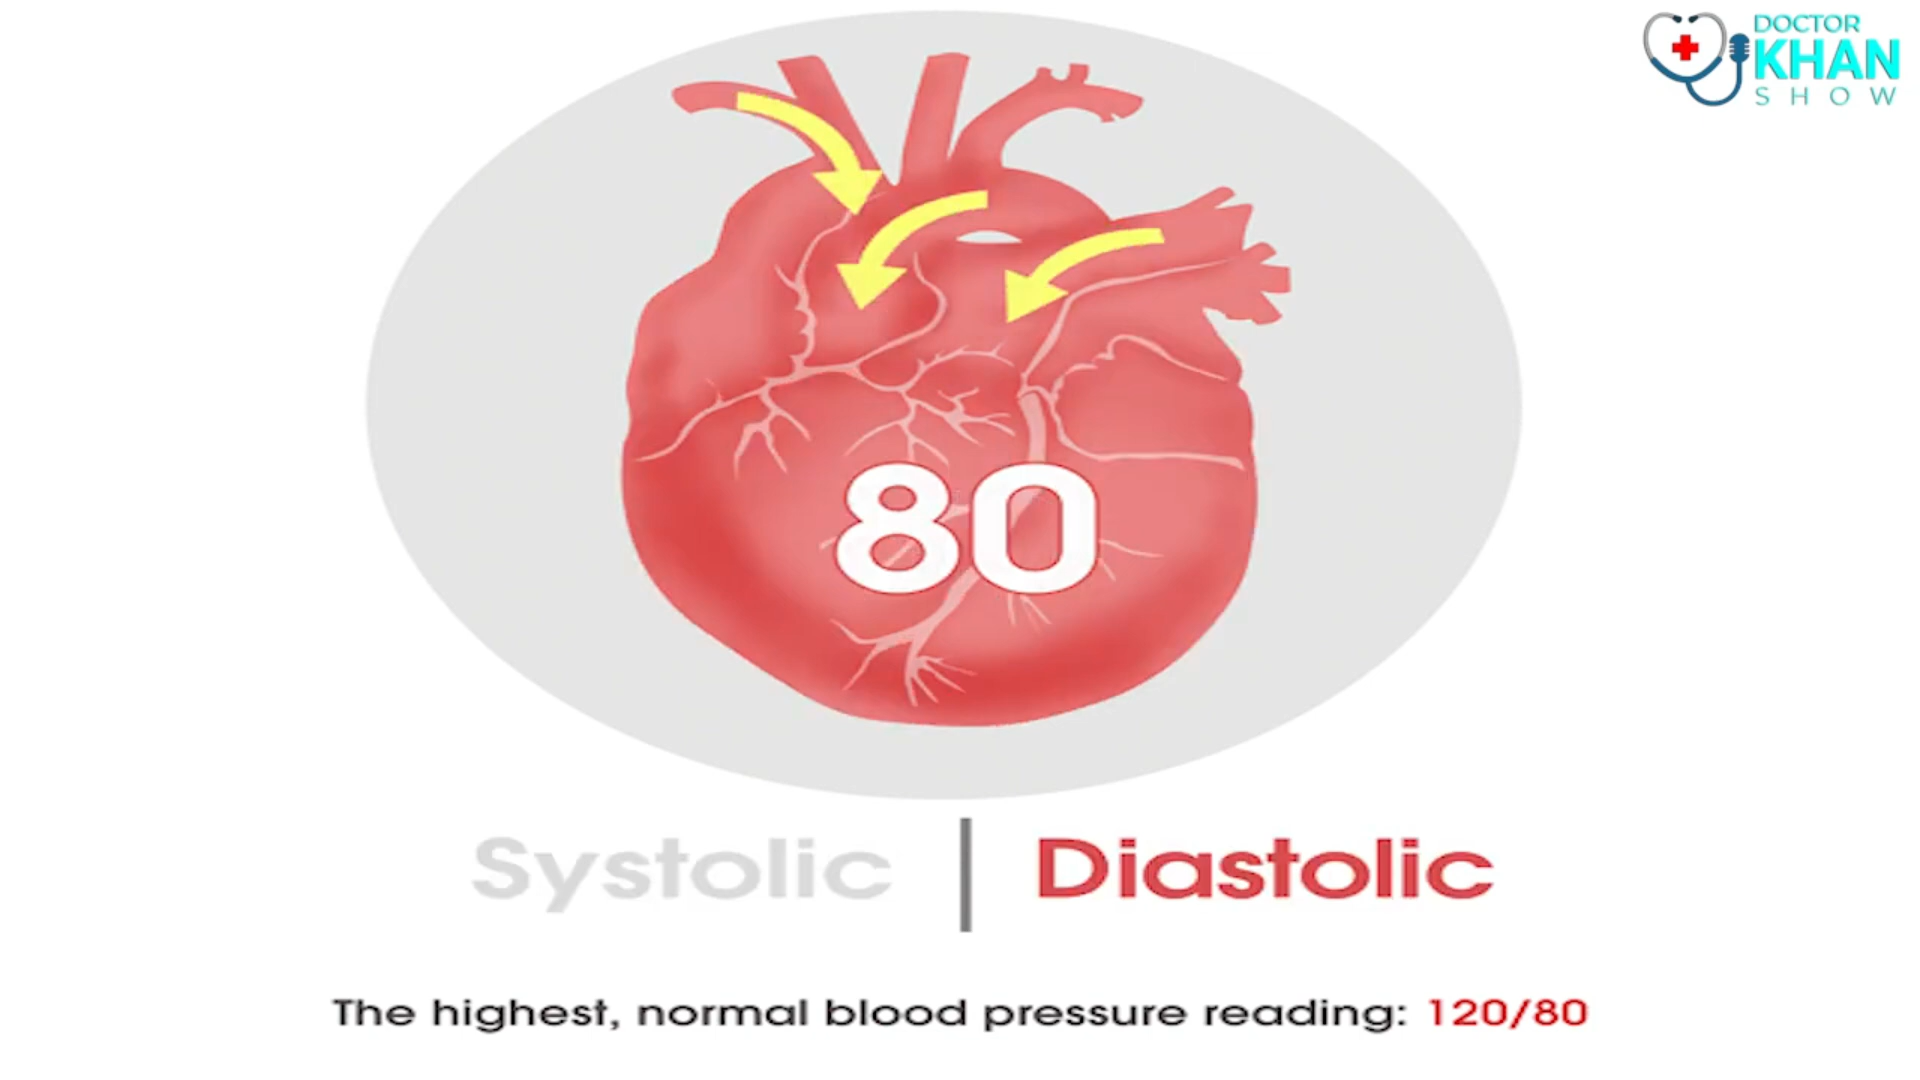 DOCTOR
KHAN
SHOW
80
Systolic | Diastolic
The highest, normal blood pressure reading: 120/80